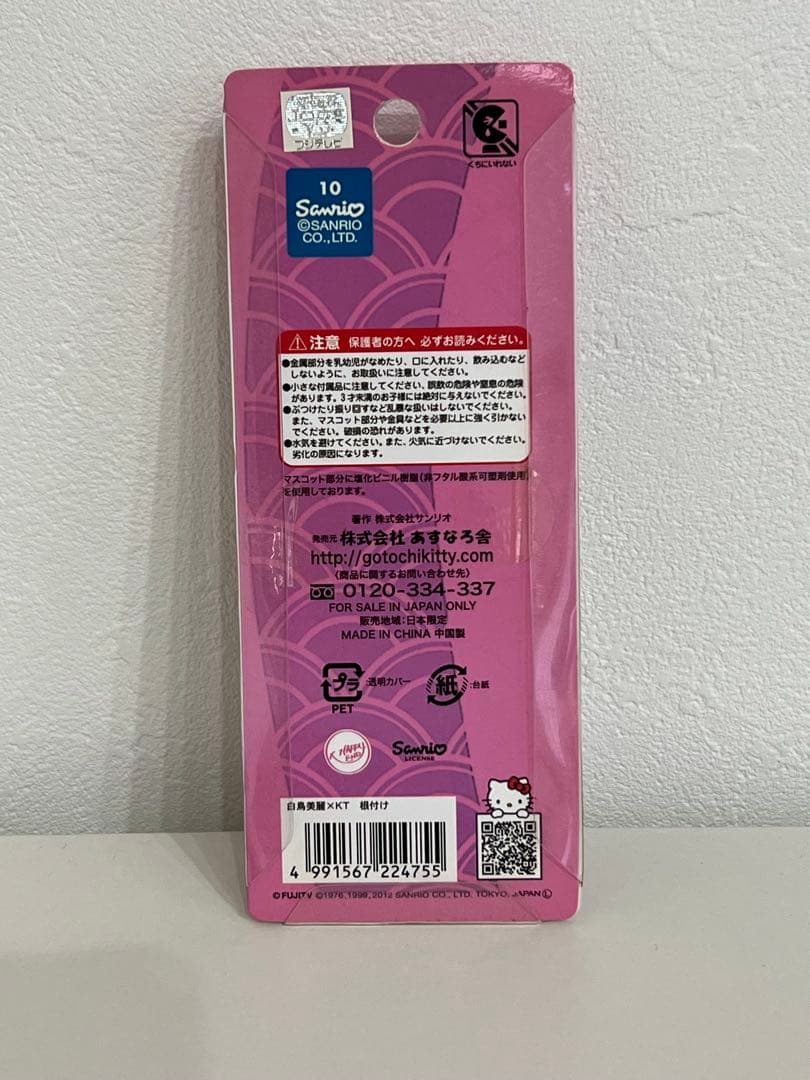 フジテレビ
くちにいれない
10
Sanrio
©SANRIO
CO.,LTD.
注意 保護者の方へ 必ずお読みください。
●金属部分を乳幼児がなめたり、口に入れたり、飲み込むなど
しないように、お取扱いに注意してください。
●小さな付属品に注意してください、誤飲の危険や窒息の危険
があります。3才未満のお子様には絶対に与えないでください。
●ぶつけたり振り回すなど乱暴な扱いはしないでください。
また、マスコット部分や金具などを必要以上に強く引かない
でください。破損の恐れがあります。
●水気を避けてください。また、火気に近づけないでください。
劣化の原因になります。
マスコット部分に塩化ビニル樹脂(非フタル酸系可塑剤使用)
を使用しております。
著作 株式会社サンリオ
発売元 株式会社 あすなろ舎
http://gotochikitty.com
〈商品に関するお問い合わせ先〉
0120-334-337
FOR SALE IN JAPAN ONLY
販売地域:日本限定
MADE IN CHINA 中国製
プラ :透明カバー
PET
紙 :台紙
Sanrio
LICENSE
白鳥美麗×KT 根付け
4 991567 224755
©FUJITV ©1976,1999,2012 SANRIO CO., LTD. TOKYO, JAPAN Ⓛ